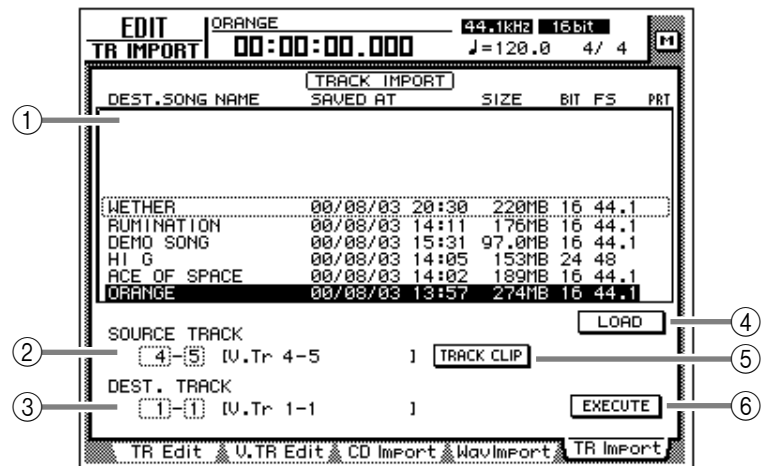 EDIT
TR IMPORT
ORANGE
00:00:00.000
44.1kHz 16bit
♩=120.0 4/ 4
M
TRACK IMPORT
DEST.SONG NAME SAVED AT SIZE BIT FS PRT
1
WETHER 00/08/03 20:30 220MB 16 44.1
RUMINATION 00/08/03 14:11 176MB 16 44.1
DEMO SONG 00/08/03 15:31 97.0MB 16 44.1
HI G 00/08/03 14:05 153MB 24 48
ACE OF SPACE 00/08/03 14:02 189MB 16 44.1
ORANGE 00/08/03 13:57 274MB 16 44.1
LOAD 4
SOURCE TRACK
2 4-5 [V.Tr 4-5 ] TRACK CLIP 5
DEST. TRACK
3 1-1 [V.Tr 1-1 ] EXECUTE 6
TR Edit V.TR Edit CD Import WavImport TR Import